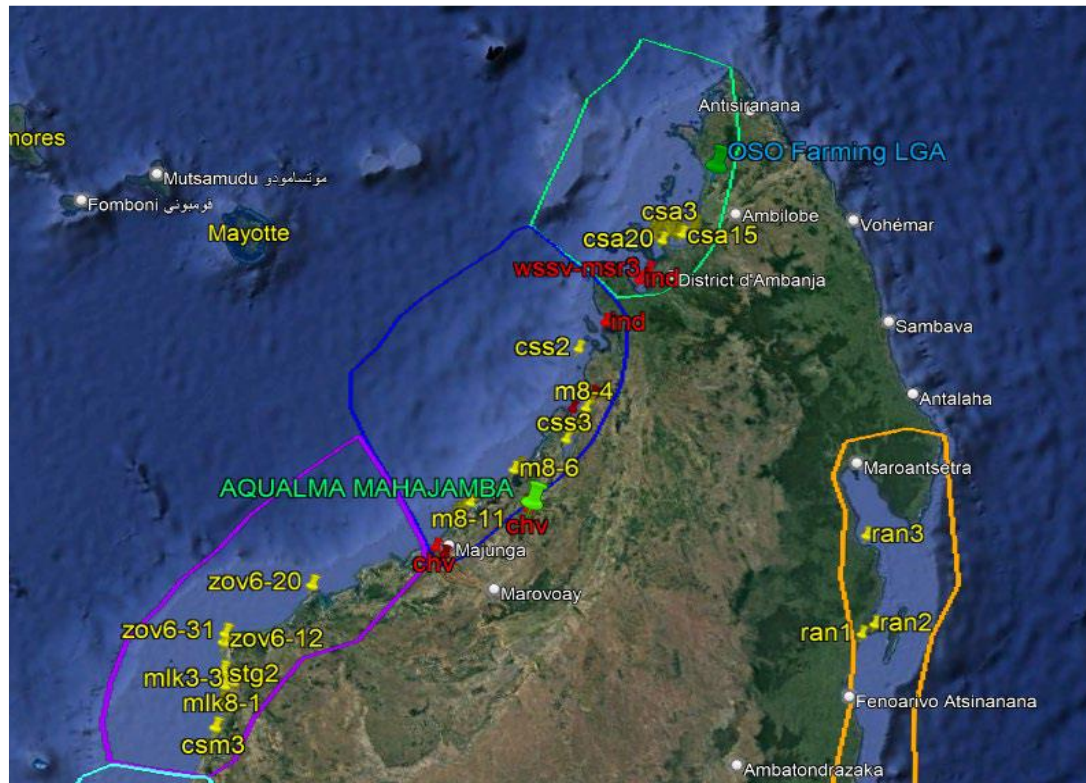 Antisiranana
mores
OSO Farming LGA
Mutsamudu موتسامودو
Fomboni فومبوني
csa3
Ambilobe
Vohémar
Mayotte
csa20
csa15
wssv-msr3
ind
District d'Ambanja
ind
Sambava
css2
m8-4
Antalaha
css3
m8-6
Maroantsetra
AQUALMA MAHAJAMBA
m8-11
chv
ran3
chv
Majunga
zov6-20
Marovoay
zov6-31
zov6-12
ran1
ran2
mlk3-3
stg2
mlk8-1
Fenoarivo Atsinanana
csm3
Ambatondrazaka